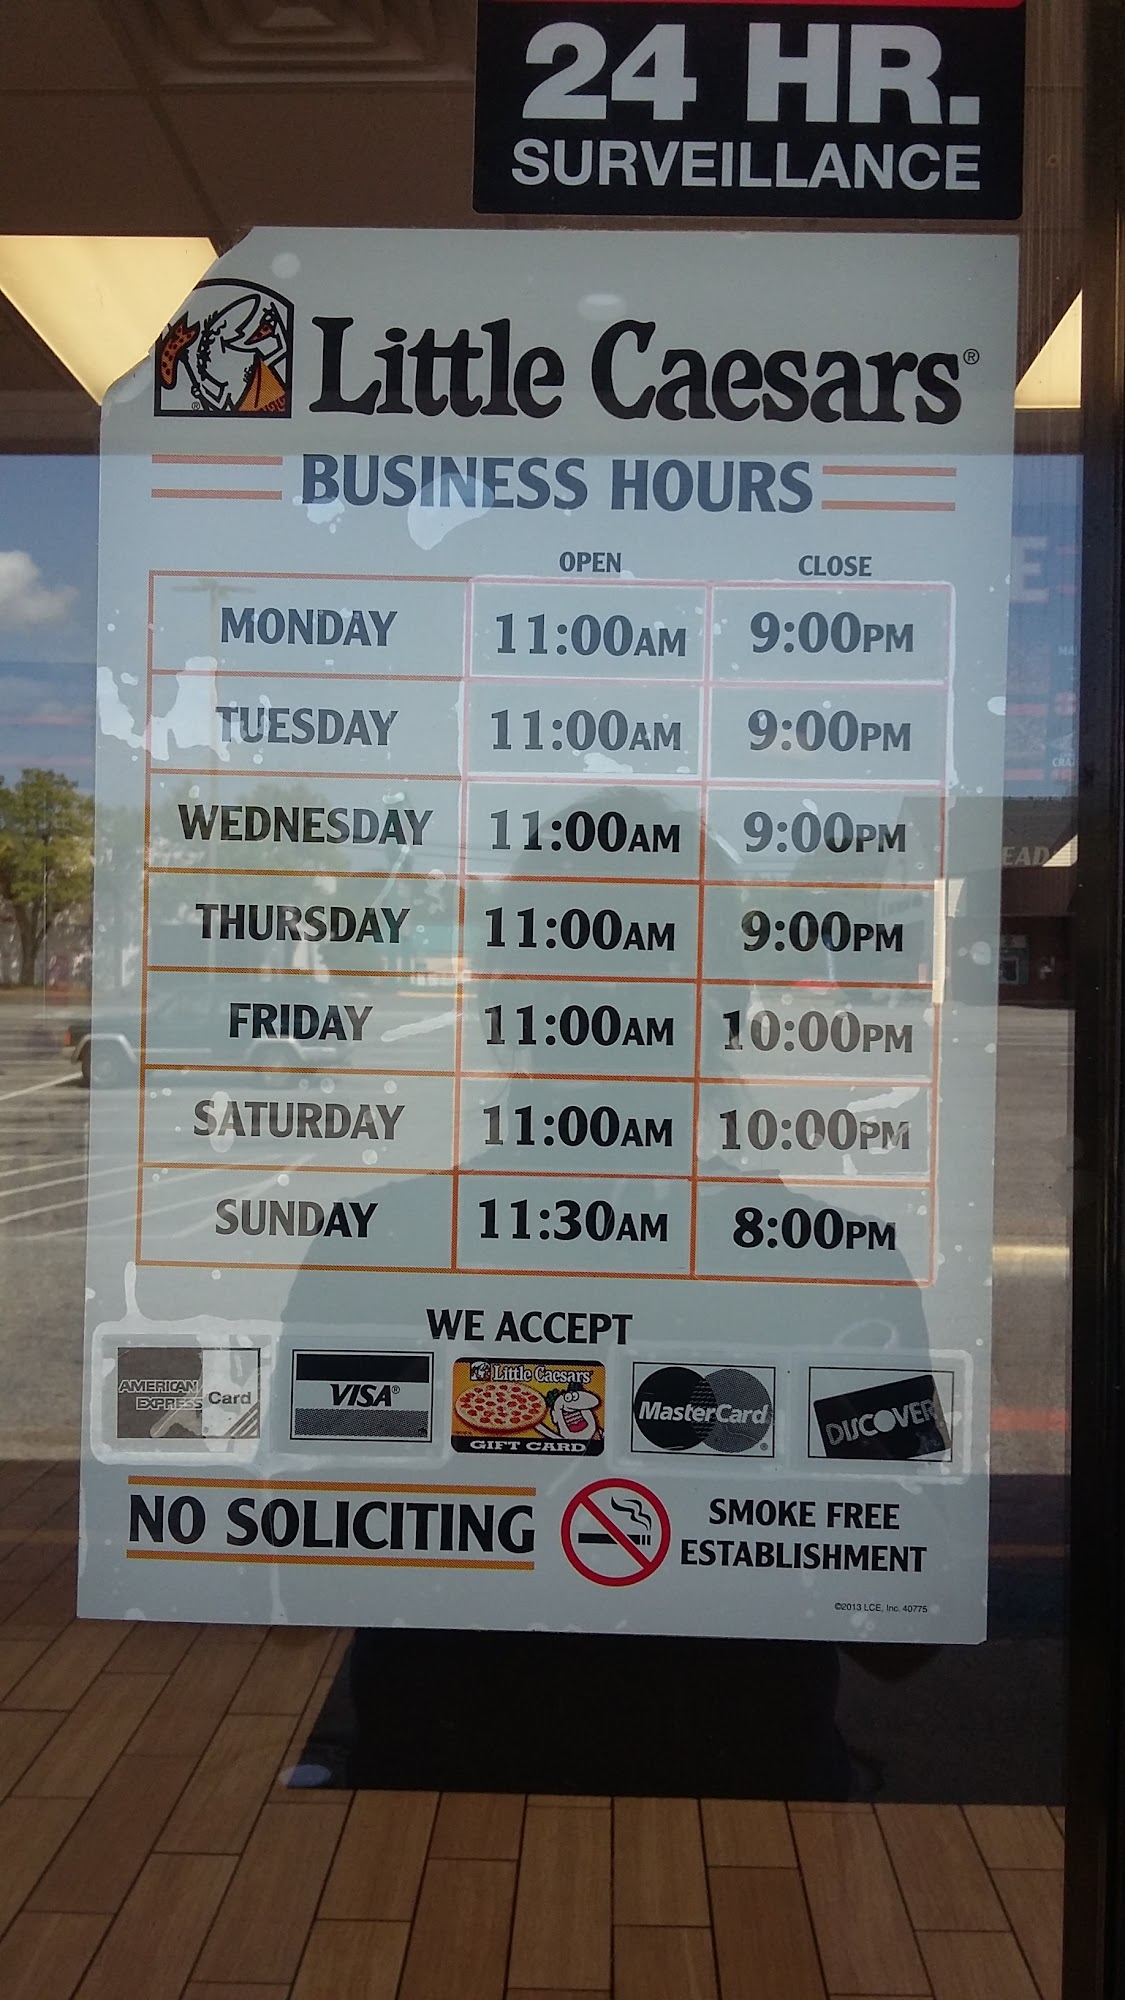 24 HR.
SURVEILLANCE
Little Caesars®
BUSINESS HOURS
OPEN CLOSE
MONDAY 11:00AM 9:00PM
TUESDAY 11:00AM 9:00PM
WEDNESDAY 11:00AM 9:00PM
THURSDAY 11:00AM 9:00PM
FRIDAY 11:00AM 10:00PM
SATURDAY 11:00AM 10:00PM
SUNDAY 11:30AM 8:00PM
WE ACCEPT
AMERICAN EXPRESS Card
VISA®
Little Caesars
GIFT CARD
MasterCard®
DISCOVER
NO SOLICITING
SMOKE FREE
ESTABLISHMENT
©2013 LCE, Inc. 40775